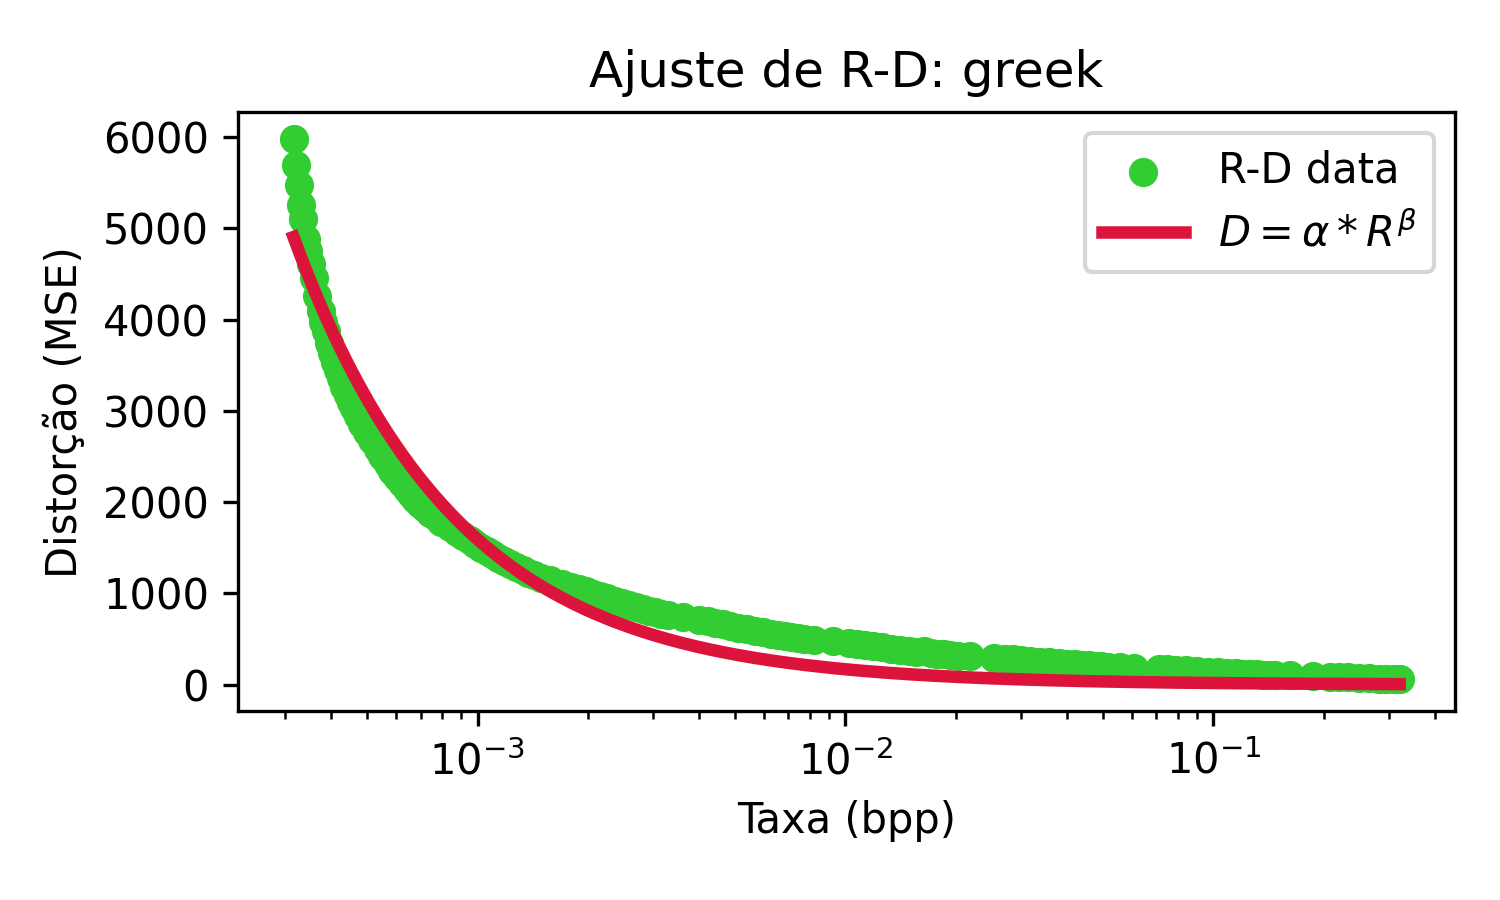 Ajuste de R-D: greek
6000
5000
4000
3000
2000
1000
0
Distorção (MSE)
R-D data
D = α * R^β
10^−3
10^−2
10^−1
Taxa (bpp)